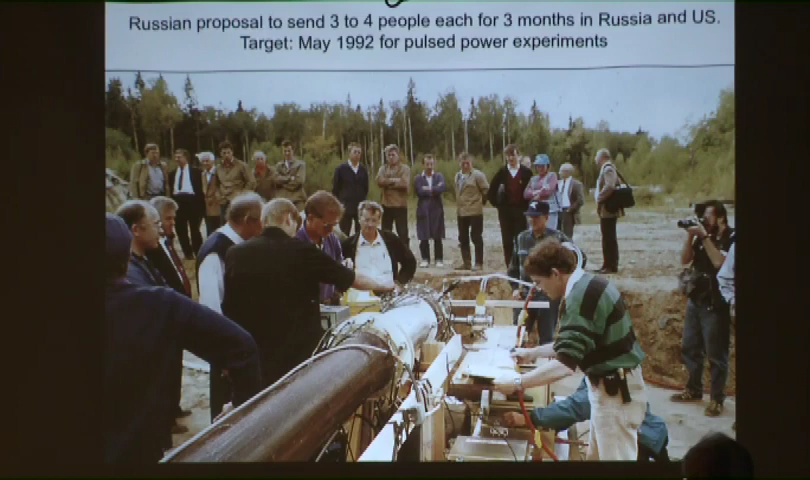 Russian proposal to send 3 to 4 people each for 3 months in Russia and US.
Target: May 1992 for pulsed power experiments